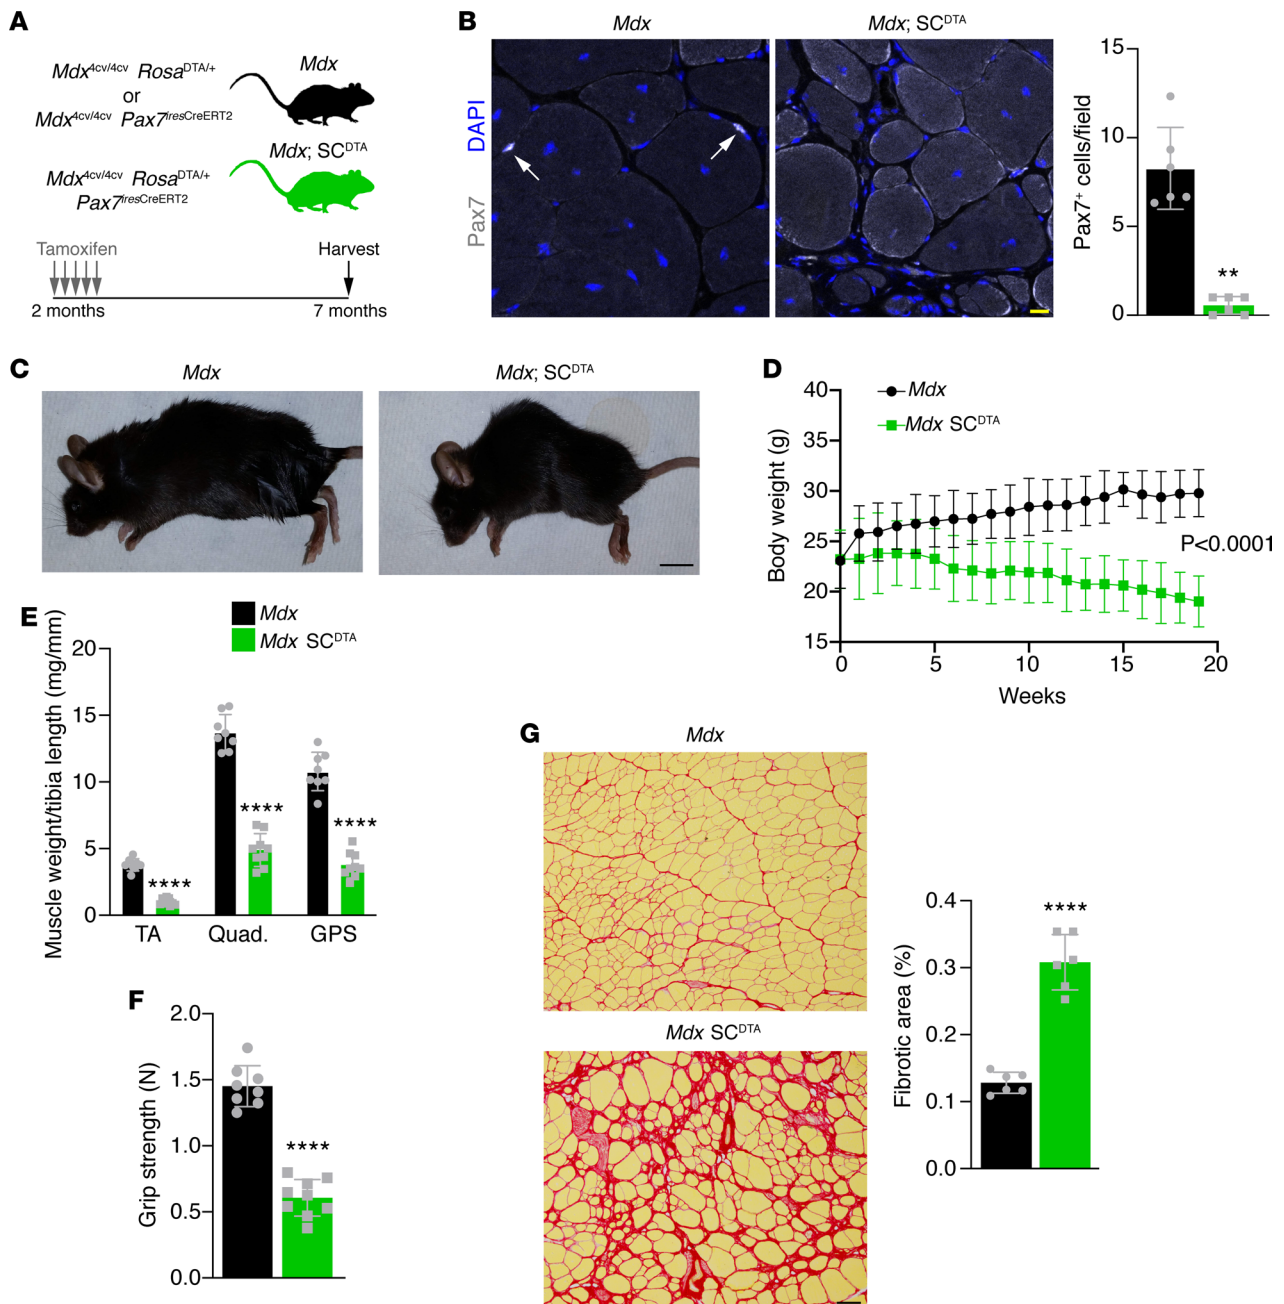 A
Mdx4cv/4cv RosaDTA/+
or
Mdx4cv/4cv Pax7iresCreERT2
Mdx
Mdx; SCDTA
Mdx4cv/4cv RosaDTA/+
Pax7iresCreERT2
Tamoxifen
Harvest
2 months
7 months
B
Mdx
Mdx; SCDTA
DAPI
Pax7
Pax7+ cells/field
15
10
5
0
**
C
Mdx
Mdx; SCDTA
D
Mdx
Mdx SCDTA
Body weight (g)
40
35
30
25
20
15
P<0.0001
0
5
10
15
20
Weeks
E
Mdx
Mdx SCDTA
Muscle weight/tibia length (mg/mm)
20
15
10
5
0
****
****
****
TA
Quad.
GPS
F
Grip strength (N)
2.0
1.5
1.0
0.5
0.0
****
G
Mdx
Mdx SCDTA
Fibrotic area (%)
0.4
0.3
0.2
0.1
0.0
****